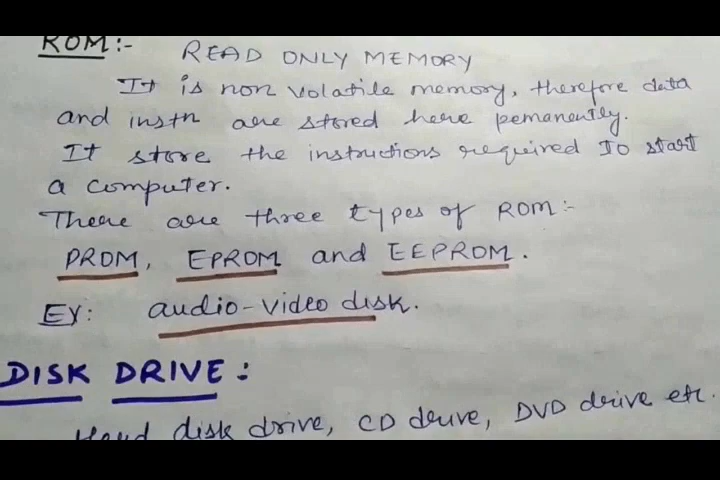 ROM:- READ ONLY MEMORY
It is non volatile memory, therefore data
and instn are stored here pemanently.
It store the instructions required To start
a computer.
There are three types of ROM:-
PROM, EPROM and EEPROM.
EX: audio-video disk.
DISK DRIVE:
Hard disk drive, CD drive, DVD drive etc.